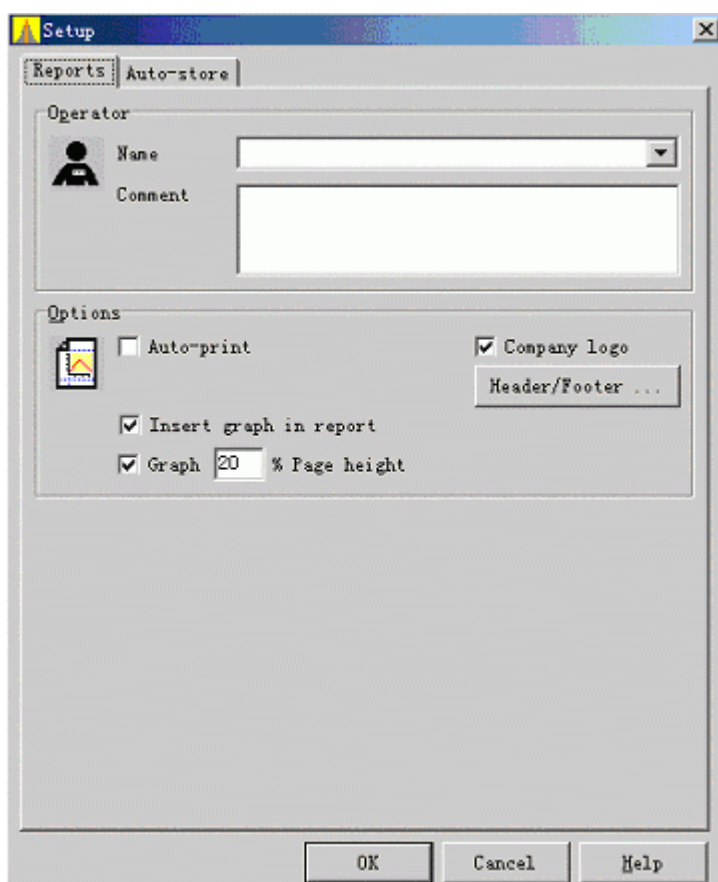 Setup
Reports Auto-store
Operator
Name
Comment
Options
Auto-print
Company logo
Header/Footer ...
Insert graph in report
Graph 20 % Page height
OK Cancel Help